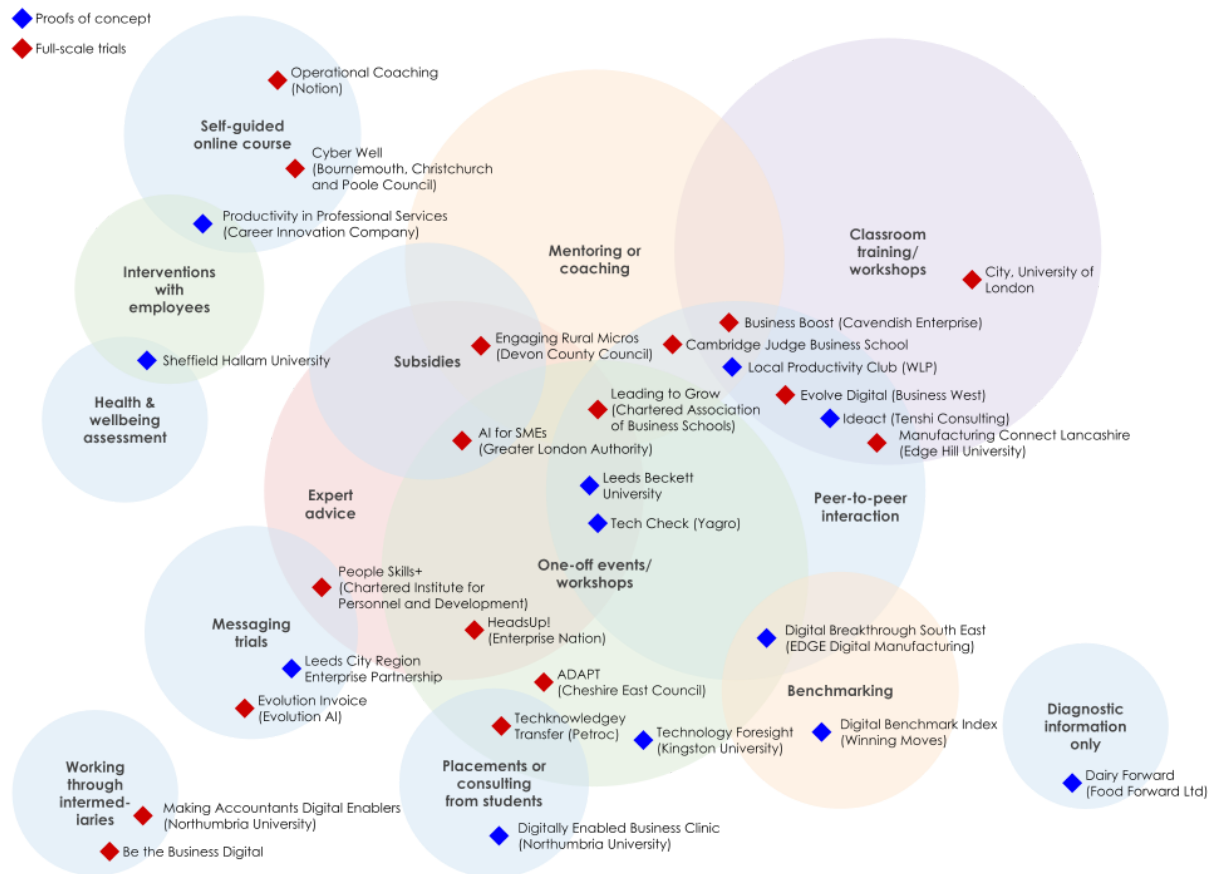 Proofs of concept
Full-scale trials
Operational Coaching
(Notion)
Self-guided
online course
Cyber Well
(Bournemouth, Christchurch
and Poole Council)
Productivity in Professional Services
(Career Innovation Company)
Interventions
with
employees
Sheffield Hallam University
Health &
wellbeing
assessment
Mentoring or
coaching
Classroom
training/
workshops
City, University of
London
Subsidies
Engaging Rural Micros
(Devon County Council)
Business Boost (Cavendish Enterprise)
Cambridge Judge Business School
Local Productivity Club (WLP)
Evolve Digital (Business West)
Ideact (Tenshi Consulting)
Manufacturing Connect Lancashire
(Edge Hill University)
Leading to Grow
(Chartered Association
of Business Schools)
AI for SMEs
(Greater London Authority)
Leeds Beckett
University
Tech Check (Yagro)
Expert
advice
Peer-to-peer
interaction
One-off events/
workshops
People Skills+
(Chartered Institute for
Personnel and Development)
HeadsUp!
(Enterprise Nation)
Messaging
trials
Leeds City Region
Enterprise Partnership
Evolution Invoice
(Evolution AI)
ADAPT
(Cheshire East Council)
Techknowledgey
Transfer (Petroc)
Technology Foresight
(Kingston University)
Digital Breakthrough South East
(EDGE Digital Manufacturing)
Benchmarking
Digital Benchmark Index
(Winning Moves)
Diagnostic
information
only
Dairy Forward
(Food Forward Ltd)
Working
through
intermed-
iaries
Making Accountants Digital Enablers
(Northumbria University)
Be the Business Digital
Placements or
consulting
from students
Digitally Enabled Business Clinic
(Northumbria University)